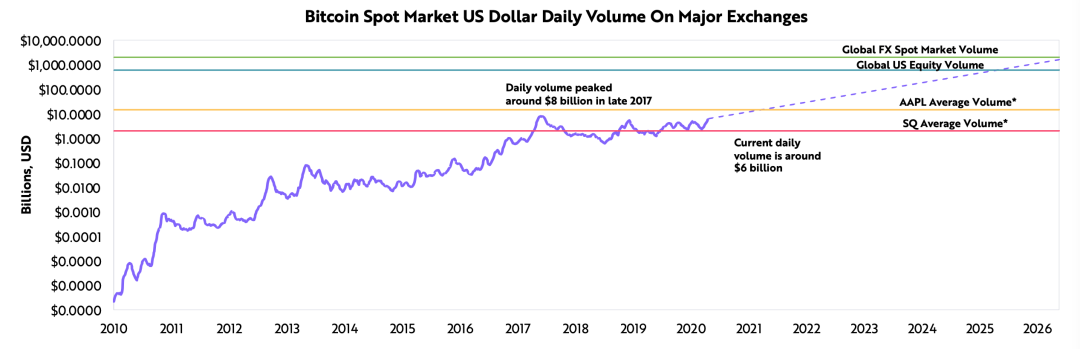 Bitcoin Spot Market US Dollar Daily Volume On Major Exchanges
$10,000.0000
$1,000.0000
$100.0000
$10.0000
$1.0000
$0.1000
$0.0100
$0.0010
$0.0001
$0.0000
$0.0000
$0.0000
Billions, USD
Global FX Spot Market Volume
Global US Equity Volume
Daily volume peaked
around $8 billion in late 2017
AAPL Average Volume*
SQ Average Volume*
Current daily
volume is around
$6 billion
2010 2011 2012 2013 2014 2015 2016 2017 2018 2019 2020 2021 2022 2023 2024 2025 2026